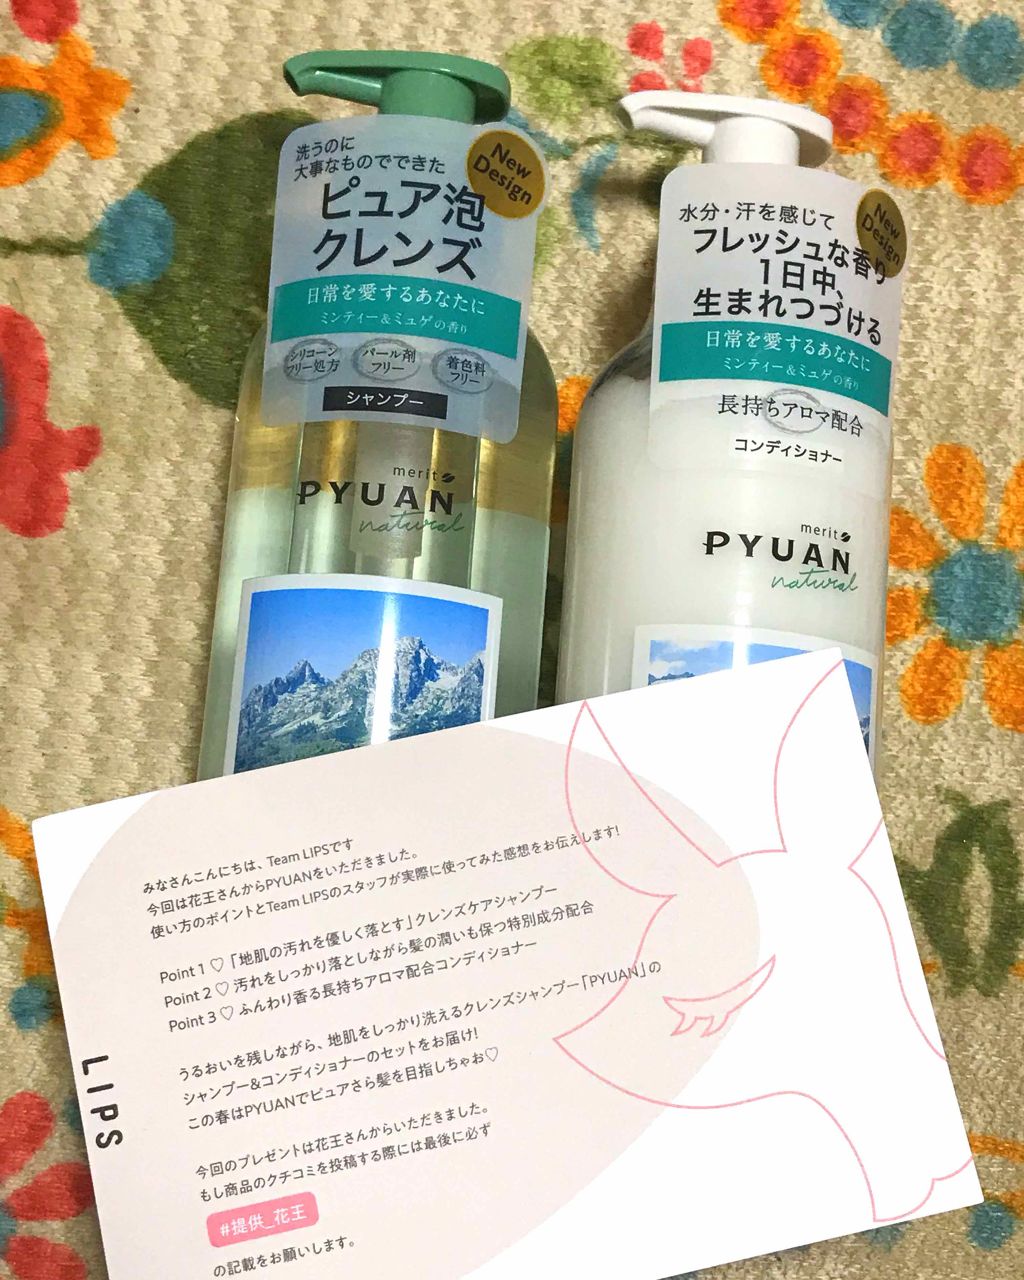 洗うのに
大事なものでできた
ピュア泡
クレンズ
New
Design
日常を愛するあなたに
ミンティー&ミュゲの香り
シリコーン
フリー処方
パール剤
フリー
着色料
フリー
シャンプー
merit
PYUAN
natural
水分・汗を感じて
フレッシュな香り
1日中、
生まれつづける
New
Design
日常を愛するあなたに
ミンティー&ミュゲの香り
長持ちアロマ配合
コンディショナー
merit
PYUAN
natural
みなさんこんにちは、Team LIPSです
今回は花王さんからPYUANをいただきました。
使い方のポイントとTeam LIPSのスタッフが実際に使ってみた感想をお伝えします!
Point 1 ♡ 「地肌の汚れを優しく落とす」クレンズケアシャンプー
Point 2 ♡ 汚れをしっかり落としながら髪の潤いも保つ特別成分配合
Point 3 ♡ ふんわり香る長持ちアロマ配合コンディショナー
うるおいを残しながら、地肌をしっかり洗えるクレンズシャンプー「PYUAN」の
シャンプー&コンディショナーのセットをお届け!
この春はPYUANでピュアさら髪を目指しちゃお♡
今回のプレゼントは花王さんからいただきました。
もし商品のクチコミを投稿する際には最後に必ず
#提供_花王
の記載をお願いします。
LIPS